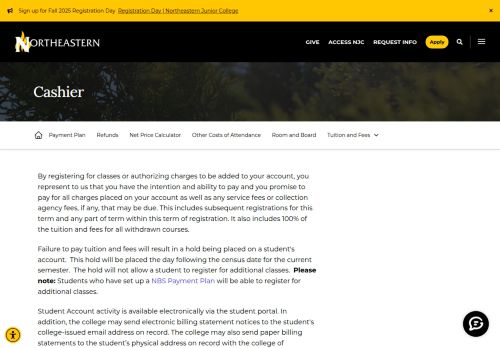 Sign up for Fall 2025 Registration Day Registration Day | Northeastern Junior College ×
NORTHEASTERN GIVE ACCESS NJC REQUEST INFO Apply
Cashier
Payment Plan Refunds Net Price Calculator Other Costs of Attendance Room and Board Tuition and Fees
By registering for classes or authorizing charges to be added to your account, you
represent to us that you have the intention and ability to pay and you promise to
pay for all charges placed on your account as well as any service fees or collection
agency fees, if any, that may be due. This includes subsequent registrations for this
term and any part of term within this term of registration. It also includes 100% of
the tuition and fees for all withdrawn courses.
Failure to pay tuition and fees will result in a hold being placed on a student's
account. This hold will be placed the day following the census date for the current
semester. The hold will not allow a student to register for additional classes. Please
note: Students who have set up a NBS Payment Plan will be able to register for
additional classes.
Student Account activity is available electronically via the student portal. In
addition, the college may send electronic billing statement notices to the student's
college-issued email address on record. The college may also send paper billing
statements to the student's physical address on record with the college of